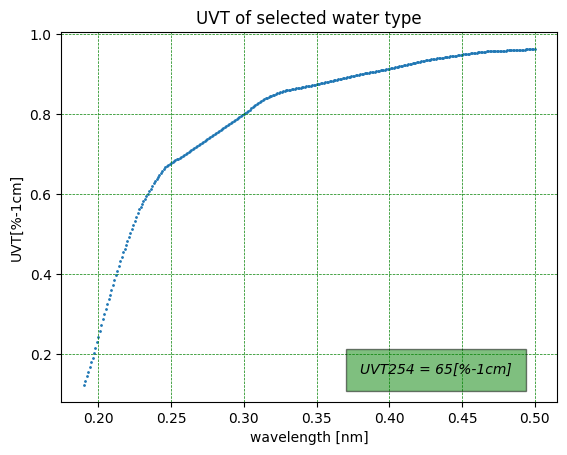 UVT of selected water type
UVT[%-1cm]
1.0
0.8
0.6
0.4
0.2
UVT254 = 65[%-1cm]
0.20 0.25 0.30 0.35 0.40 0.45 0.50
wavelength [nm]